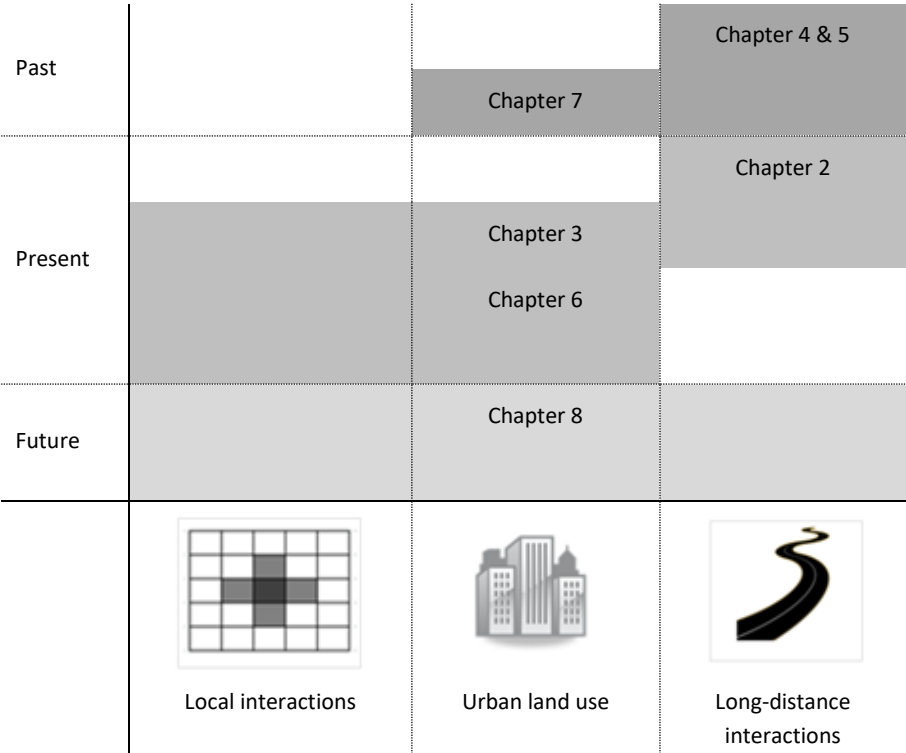 Chapter 4 & 5
Past
Chapter 7
Chapter 2
Chapter 3
Present
Chapter 6
Chapter 8
Future
Local interactions
Urban land use
Long-distance
interactions